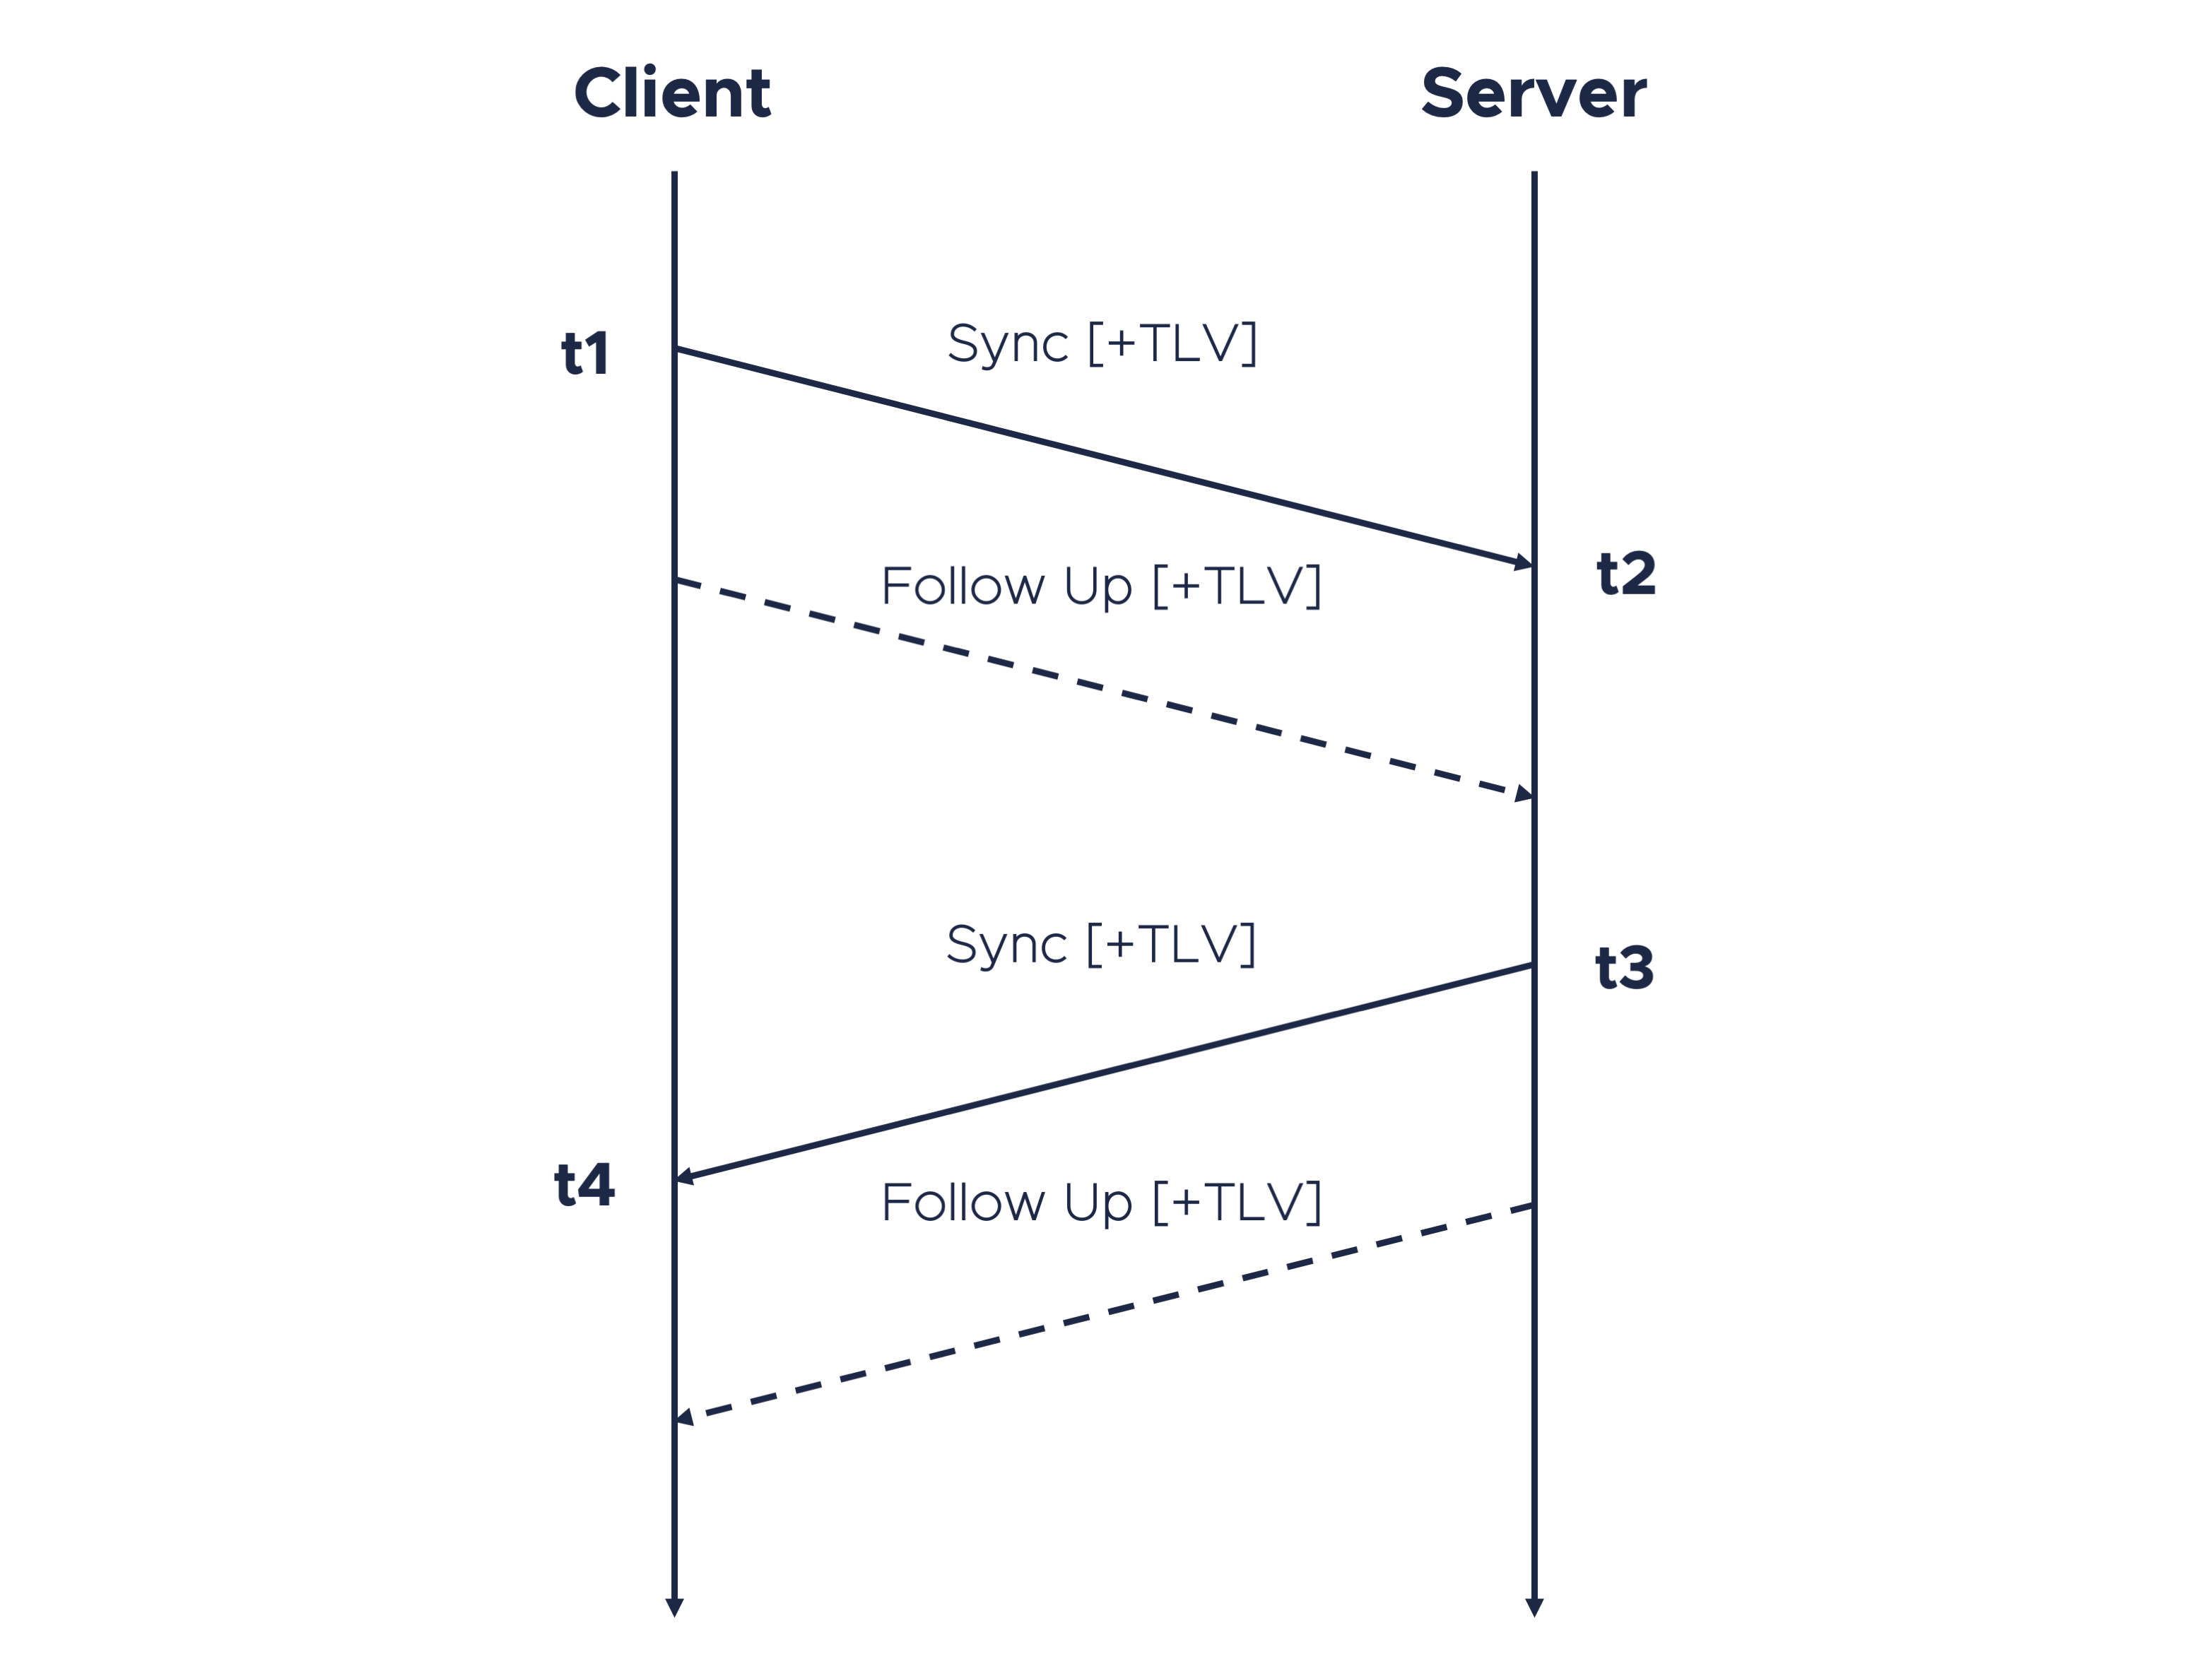 Client
Server
t1
Sync [+TLV]
t2
Follow Up [+TLV]
Sync [+TLV]
t3
t4
Follow Up [+TLV]